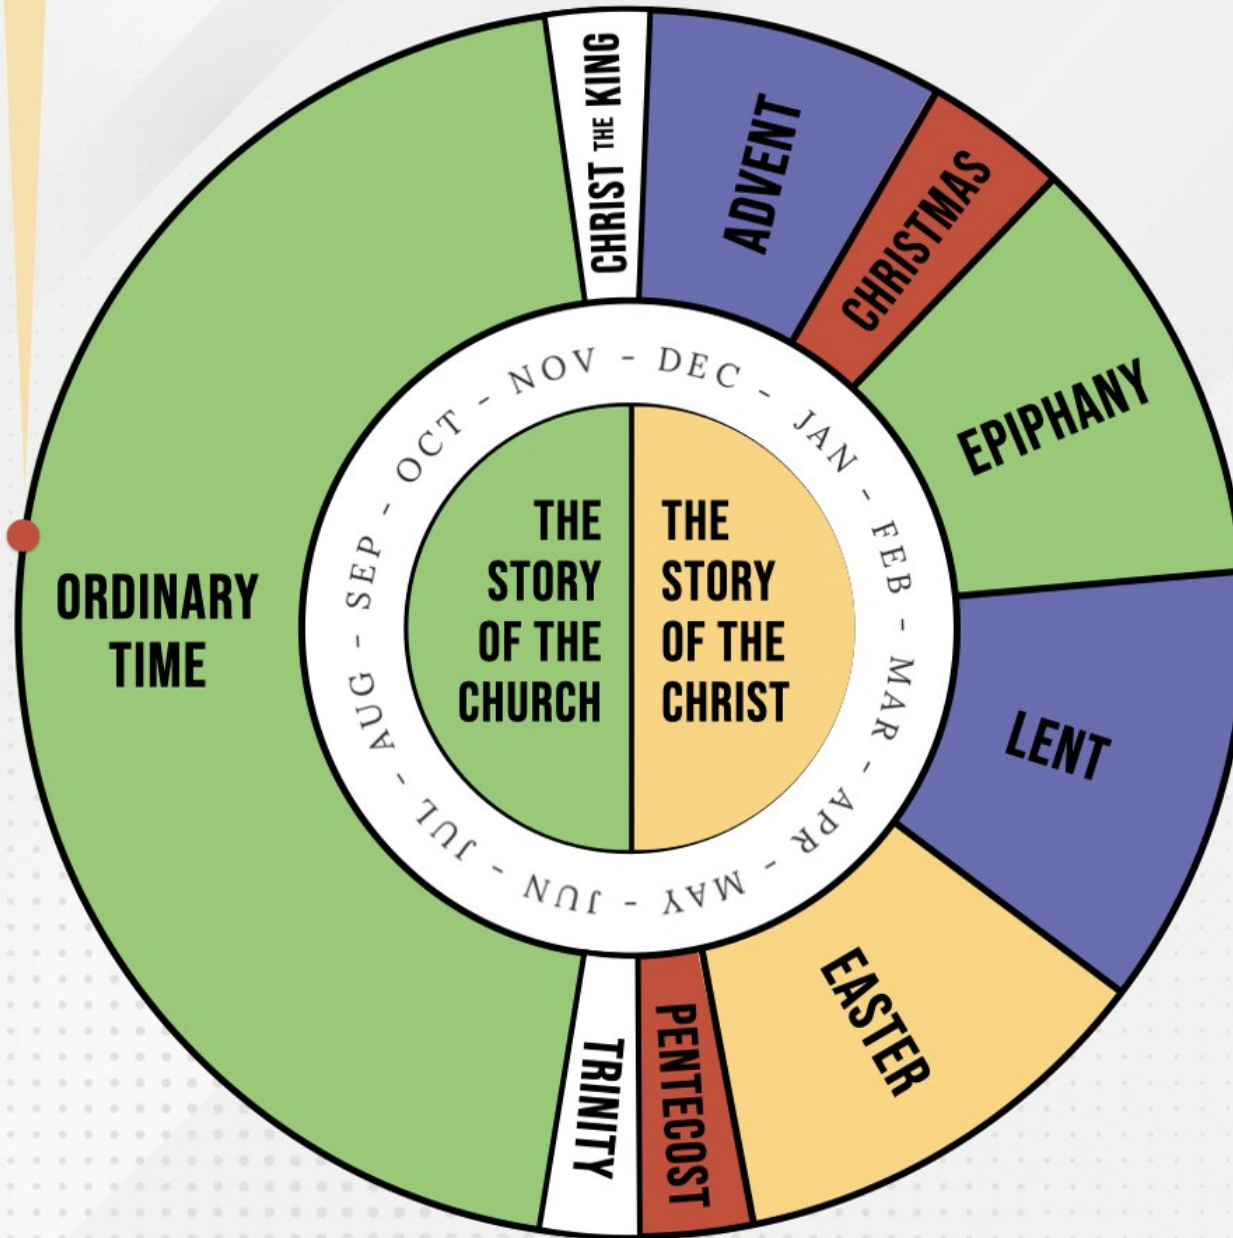 CHRIST THE KING
ADVENT
CHRISTMAS
EPIPHANY
LENT
EASTER
PENTECOST
TRINITY
ORDINARY
TIME
DEC - JAN - FEB - MAR - APR - MAY - JUN - JUL - AUG - SEP - OCT - NOV -
THE
STORY
OF THE
CHURCH
THE
STORY
OF THE
CHRIST